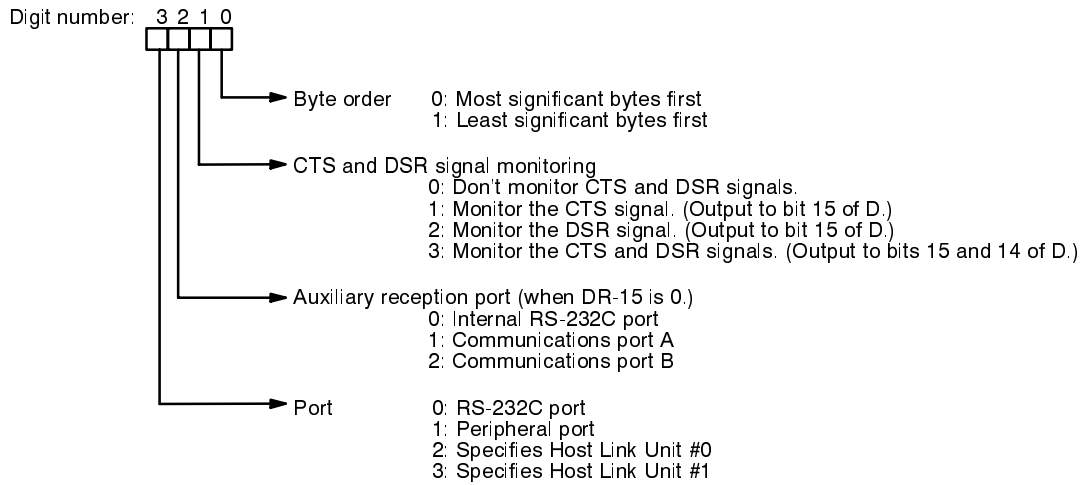 Digit number: 3 2 1 0
Byte order 0: Most significant bytes first
1: Least significant bytes first
CTS and DSR signal monitoring
0: Don't monitor CTS and DSR signals.
1: Monitor the CTS signal. (Output to bit 15 of D.)
2: Monitor the DSR signal. (Output to bit 15 of D.)
3: Monitor the CTS and DSR signals. (Output to bits 15 and 14 of D.)
Auxiliary reception port (when DR-15 is 0.)
0: Internal RS-232C port
1: Communications port A
2: Communications port B
Port 0: RS-232C port
1: Peripheral port
2: Specifies Host Link Unit #0
3: Specifies Host Link Unit #1